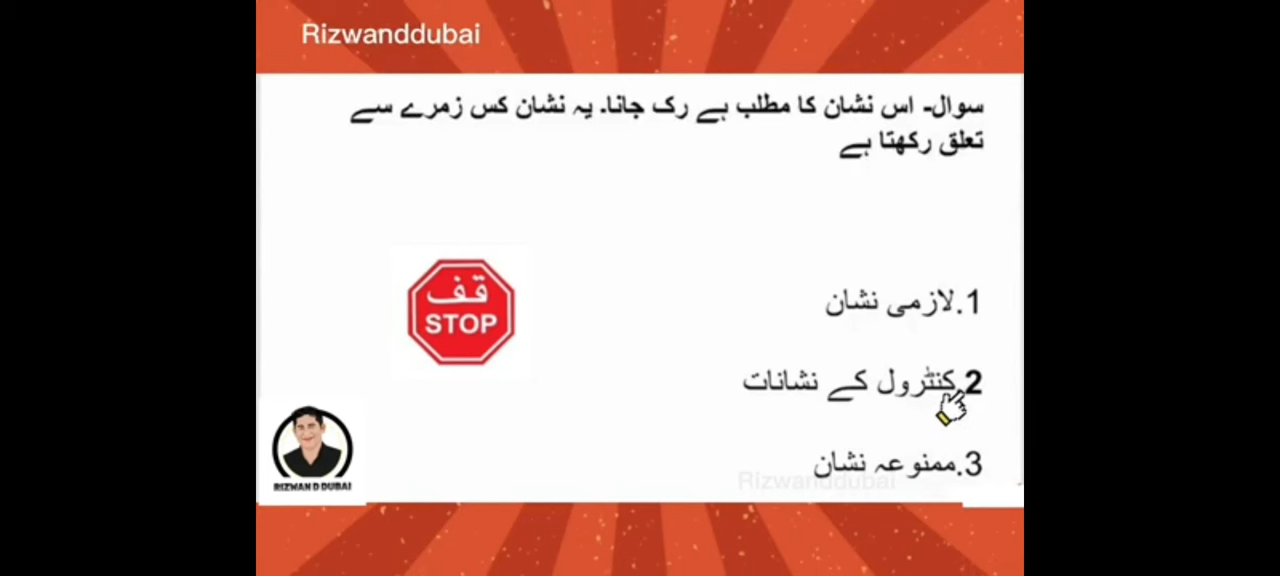 Rizwanddubai
سوال- اس نشان کا مطلب ہے رک جانا۔ یہ نشان کس زمرے سے
تعلق رکھتا ہے
قف
STOP
1.لازمی نشان
2.کنٹرول کے نشانات
3.ممنوعہ نشان
Rizwanddubai
RIZWAN D DUBAI